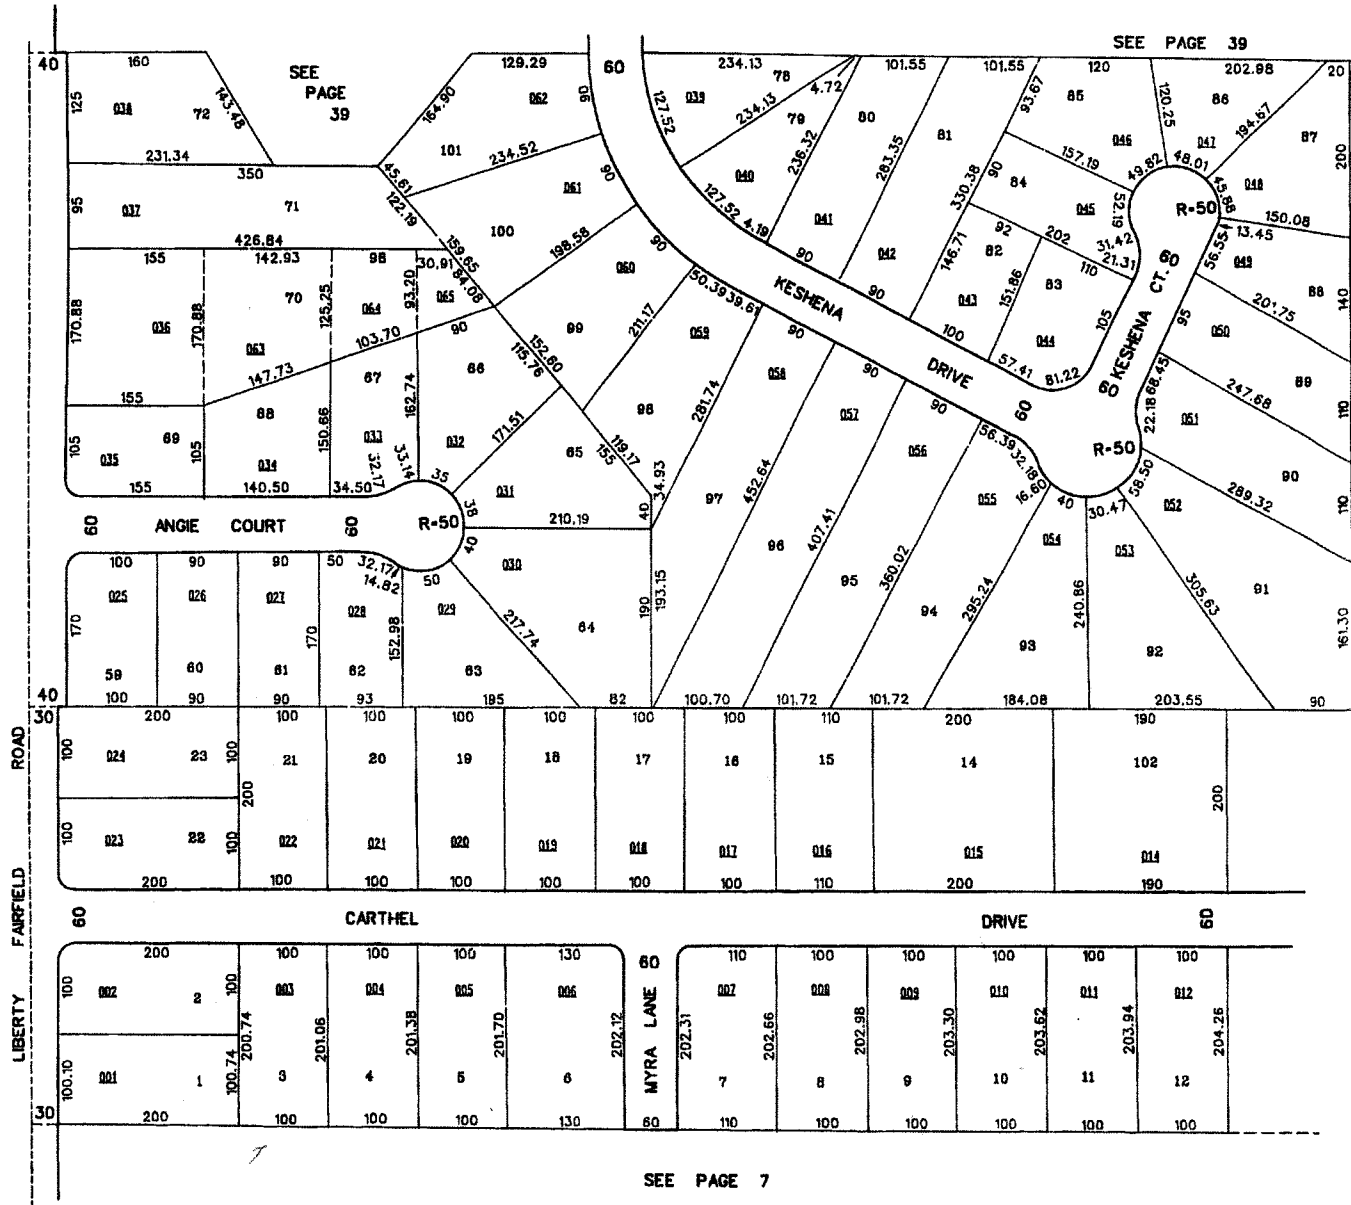 SEE PAGE 39
40 160 129.29 60 234.13 101.55 101.55 120 202.98 20
SEE
PAGE
39
125 038 143.48 72 164.90 062 90 039 78 4.72 93.67 85 120.25 86
127.52 234.13 79 80 81 046 047 194.67 87 200
231.34 101 234.52 236.32 283.35 157.19 49.82 48.01
350 45.61 061 90 040 330.38 90 84 52.19 45.88 048
95 037 71 122.19 127.52 4.19 041 045 R=50 150.08
426.84 100 198.58 90 042 92 202 31.42 13.45
155 142.93 98 30.91 159.65 060 146.71 82 110 21.31 60 56.55 049
170.88 036 170.88 70 125.25 064 93.20 065 84.08 50.39 39.61 KESHENA 90 043 151.86 83 KESHENA CT. 88 140
063 103.70 90 99 211.17 059 90 100 044 105 95 201.75 050
147.73 67 66 152.60 115.76 058 90 DRIVE 57.41 81.22 60 68.45 89
155 88 150.66 162.74 171.51 98 281.74 057 90 60 22.18 247.68 051 110
105 035 69 105 034 033 032 65 119.17 155 056 56.39 32.18 R=50
155 140.50 34.50 32.17 33.14 35 031 34.93 97 452.64 055 16.60 40 58.50 90 289.32
60 ANGIE COURT 60 R=50 38 210.19 40 30.47 052 110
100 90 90 50 32.17 14.82 50 40 030 96 407.41 054 053
025 026 027 028 029 217.74 190 193.15 95 360.02 295.24 240.86 305.63 91
170 170 152.98 64 94 93 92 161.30
59 60 61 62 63
40 100 90 90 93 195 82 100.70 101.72 101.72 184.08 203.55 90
30 200 100 100 100 100 100 100 110 200 190
100 024 23 100 21 20 19 18 17 16 15 14 102
200 200
100 023 22 100 022 021 020 019 018 017 016 015 014
200 100 100 100 100 100 100 110 200 190
LIBERTY FAIRFIELD ROAD
60 CARTHEL DRIVE 60
200 100 100 100 130 60 110 100 100 100 100 100
100 002 2 100 003 004 005 006 007 008 009 010 011 012
200.74 201.06 201.38 201.70 202.12 MYRA LANE 202.31 202.66 202.98 203.30 203.62 203.94 204.26
100.10 001 1 100.74 3 4 5 6 7 8 9 10 11 12
30 200 100 100 100 130 60 110 100 100 100 100 100
SEE PAGE 7